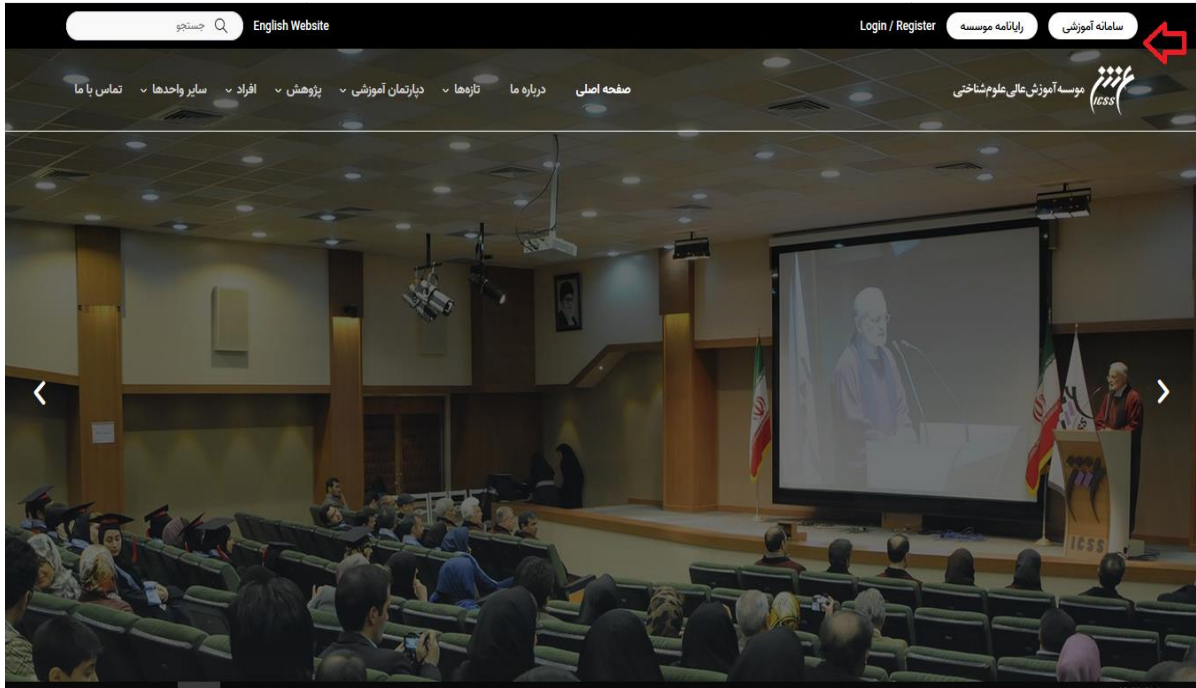 سامانه آموزشی
رایانامه موسسه
Login / Register
English Website
جستجو
موسسه آموزش عالی علوم شناختی
ICSS
صفحه اصلی
درباره ما
تازه‌ها
دپارتمان آموزشی
پژوهش
افراد
سایر واحدها
تماس با ما
ICSS